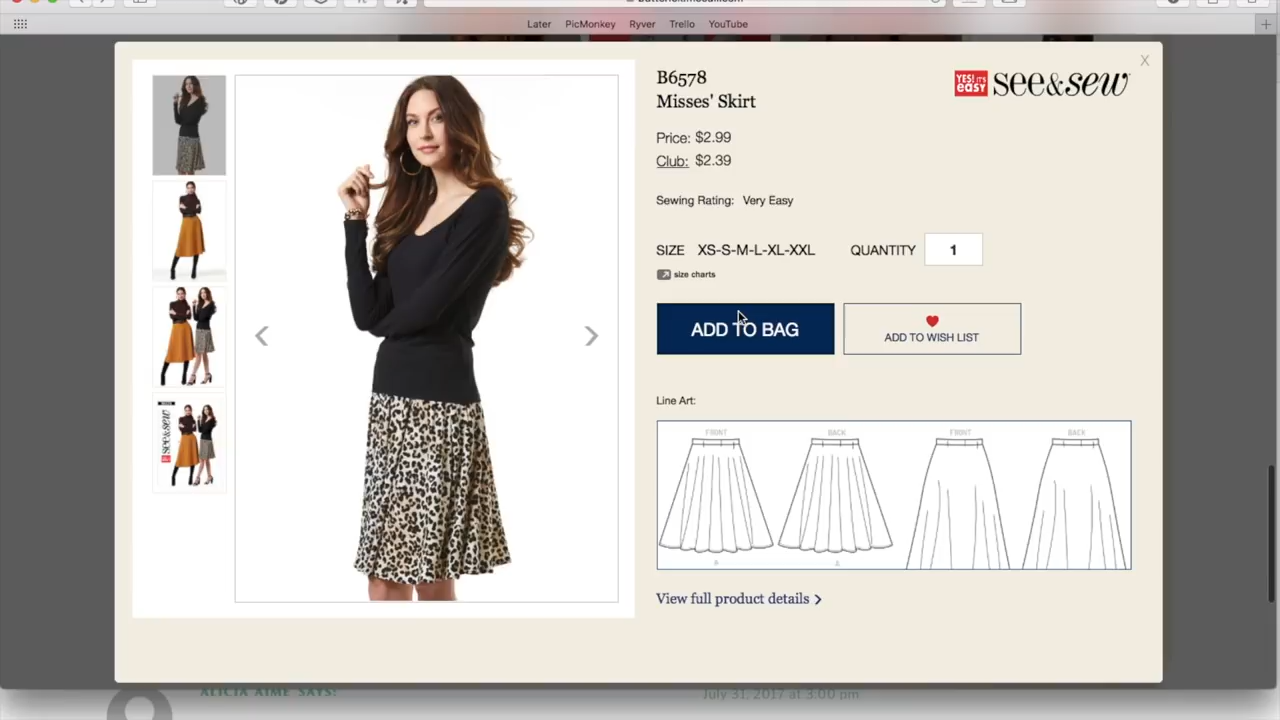 Later PicMonkey Ryver Trello YouTube
X
B6578
Misses' Skirt
YES! IT'S easy see&sew
Price: $2.99
Club: $2.39
Sewing Rating: Very Easy
SIZE XS-S-M-L-XL-XXL QUANTITY 1
size charts
ADD TO BAG
ADD TO WISH LIST
Line Art:
FRONT BACK FRONT BACK
see&sew
View full product details >
ALICIA AIME SAYS:
July 31, 2017 at 3:00 pm